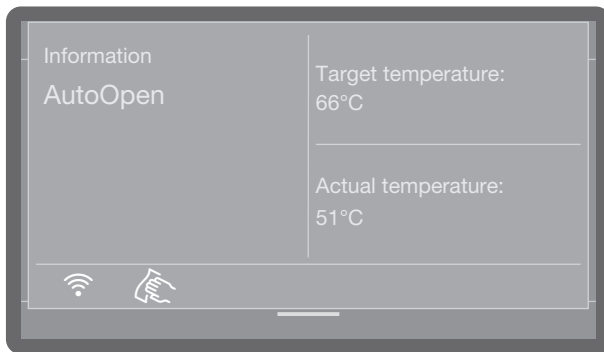 Information
AutoOpen
Target temperature:
66°C
Actual temperature:
51°C